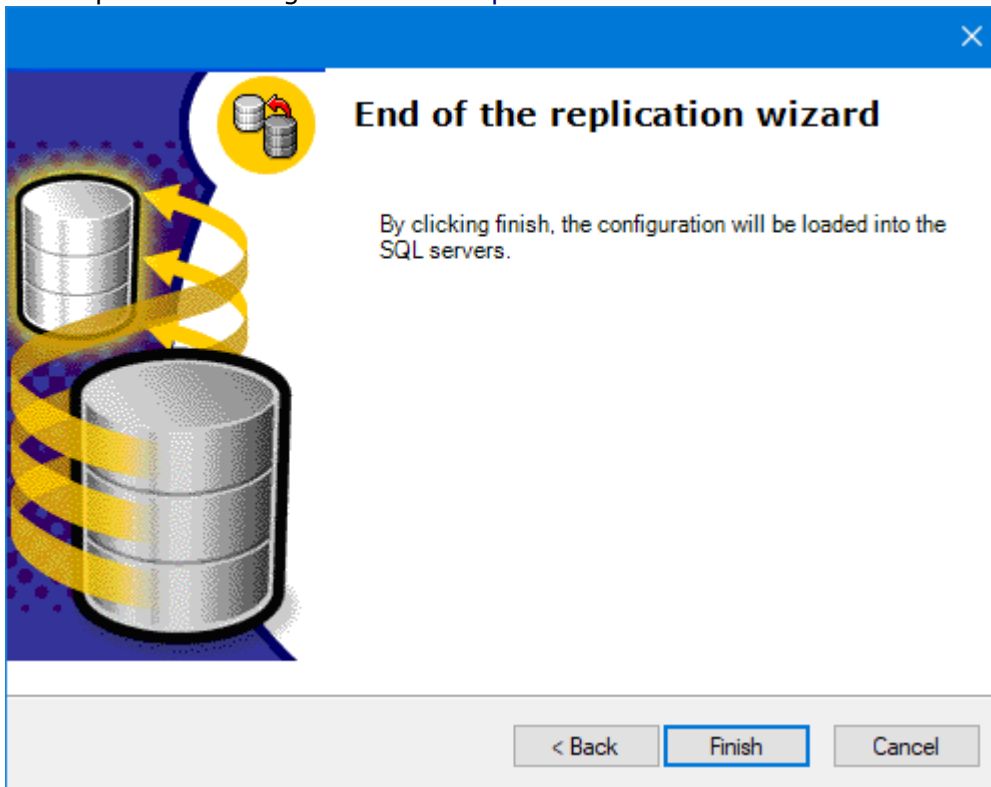 End of the replication wizard
By clicking finish, the configuration will be loaded into the
SQL servers.
< Back
Finish
Cancel